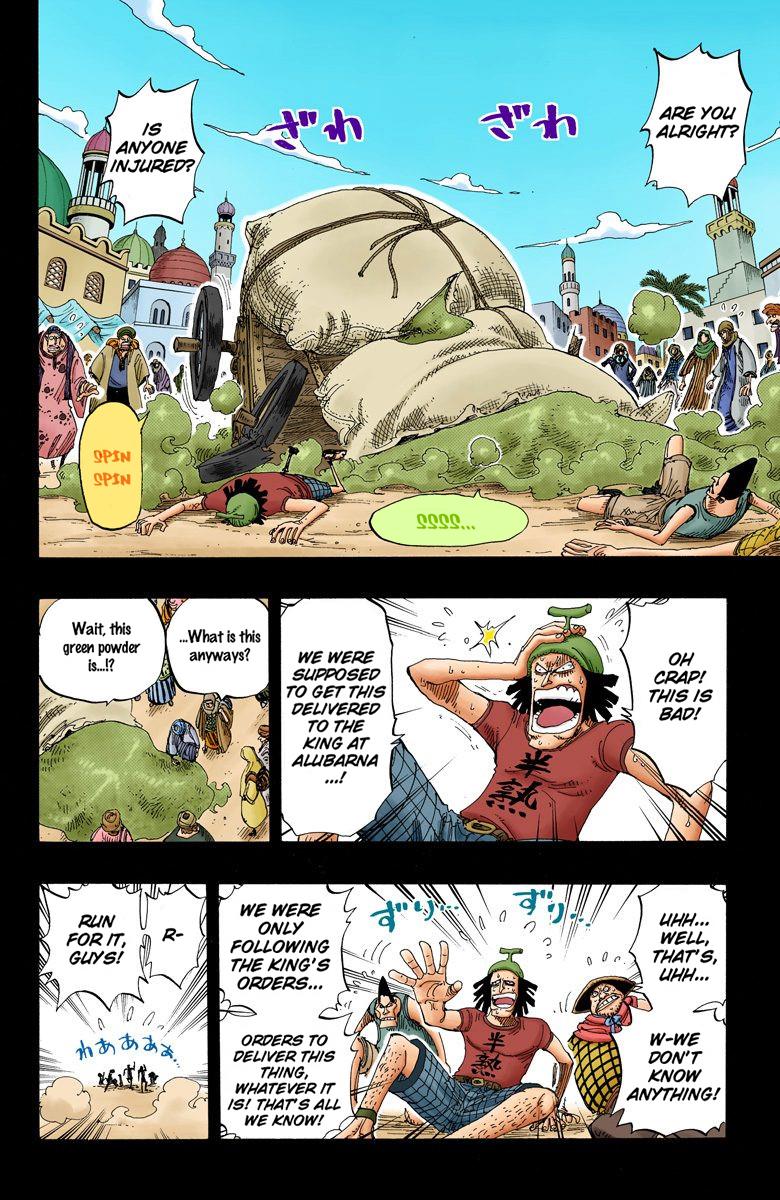 ARE YOU
ALRIGHT?
ざわ
ざわ
IS
ANYONE
INJURED?
SPIN
SPIN
SSSS...
OH
CRAP!
THIS IS
BAD!
WE WERE
SUPPOSED
TO GET THIS
DELIVERED
TO THE
KING AT
ALUBARNA
...!
半熟
...What is this
anyways?
Wait, this
green powder
is...!?
UHH...
WELL,
THAT'S,
UHH...
W-WE
DON'T
KNOW
ANYTHING!
ずり...
ずり...
半熟
WE WERE
ONLY
FOLLOWING
THE KING'S
ORDERS...
ORDERS TO
DELIVER THIS
THING,
WHATEVER IT
IS! THAT'S ALL
WE KNOW!
R-
RUN
FOR IT,
GUYS!
わぁぁぁぁ...